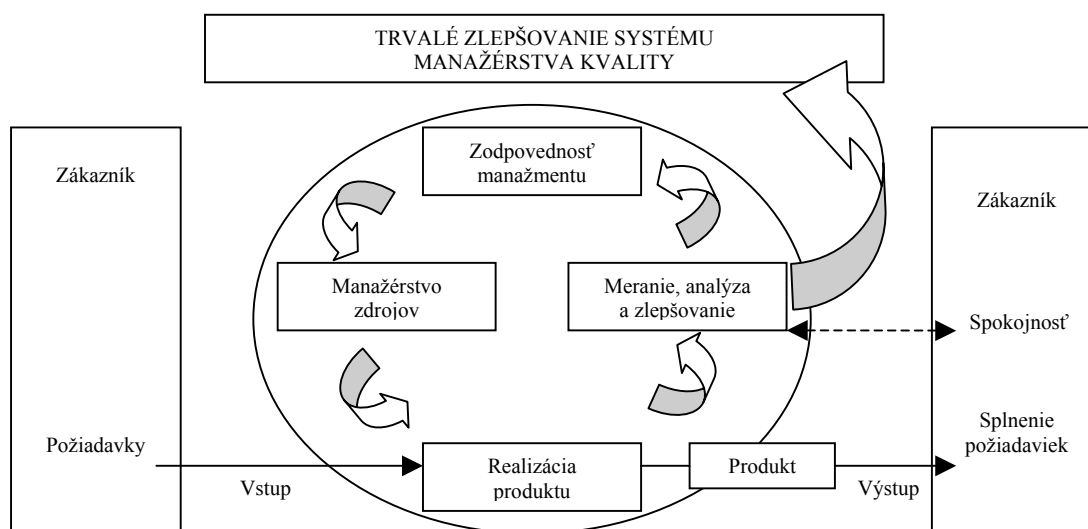 TRVALÉ ZLEPŠOVANIE SYSTÉMU
MANAŽÉRSTVA KVALITY
Zákazník
Zodpovednosť
manažmentu
Zákazník
Manažérstvo
zdrojov
Meranie, analýza
a zlepšovanie
Spokojnosť
Požiadavky
Splnenie
požiadaviek
Vstup
Realizácia
produktu
Produkt
Výstup